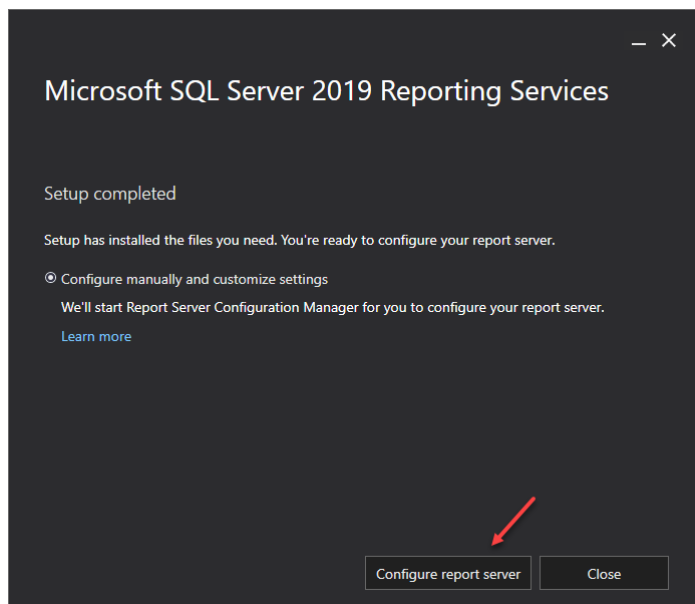 Microsoft SQL Server 2019 Reporting Services
Setup completed
Setup has installed the files you need. You're ready to configure your report server.
Configure manually and customize settings
We'll start Report Server Configuration Manager for you to configure your report server.
Learn more
Configure report server
Close